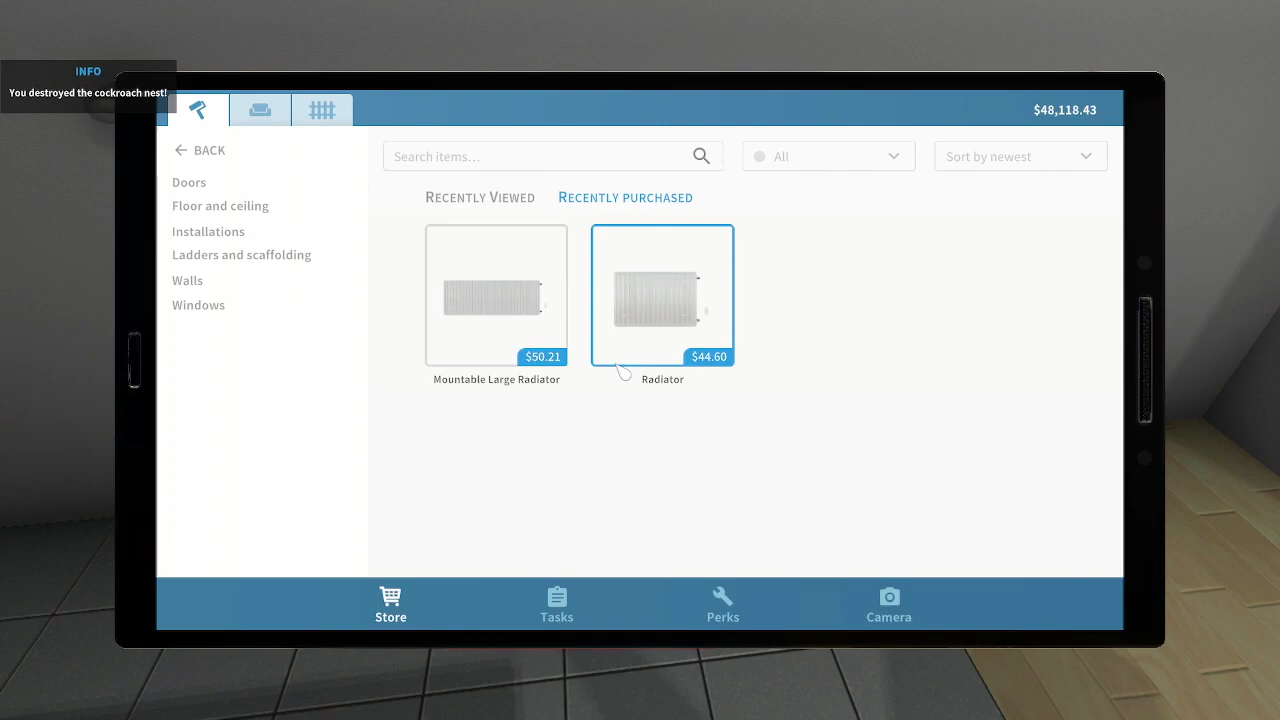 INFO
You destroyed the cockroach nest!
$48,118.43
BACK
Doors
Floor and ceiling
Installations
Ladders and scaffolding
Walls
Windows
Search items...
All
Sort by newest
RECENTLY VIEWED
RECENTLY PURCHASED
$50.21
Mountable Large Radiator
$44.60
Radiator
Store
Tasks
Perks
Camera